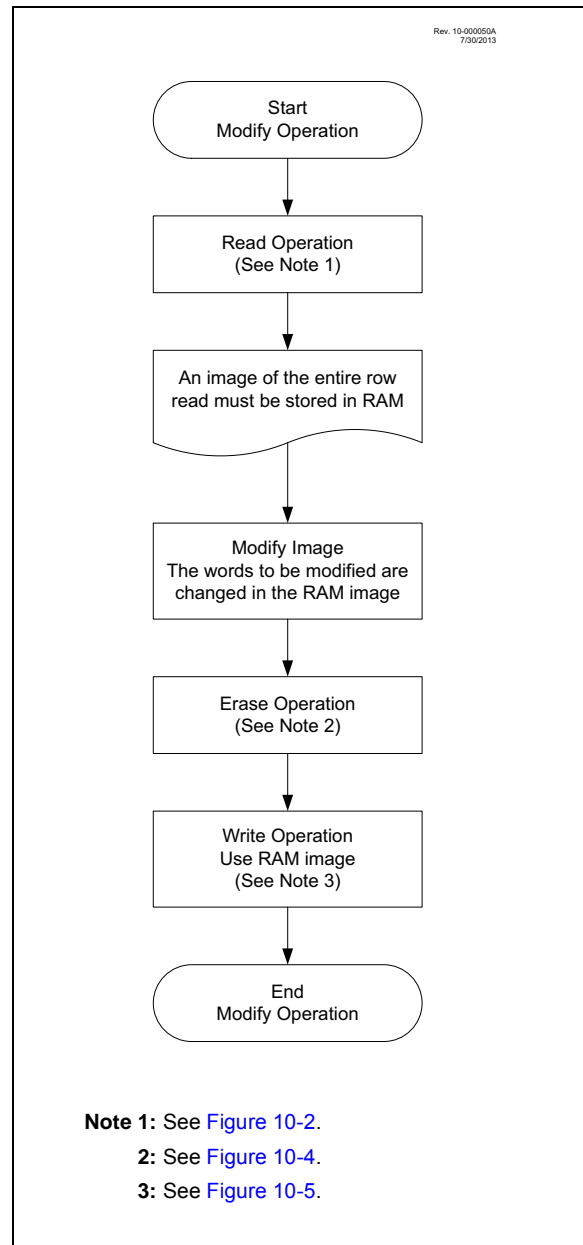 Rev. 10-000050A
7/30/2013
Start
Modify Operation
Read Operation
(See Note 1)
An image of the entire row
read must be stored in RAM
Modify Image
The words to be modified are
changed in the RAM image
Erase Operation
(See Note 2)
Write Operation
Use RAM image
(See Note 3)
End
Modify Operation
Note 1: See Figure 10-2.
2: See Figure 10-4.
3: See Figure 10-5.